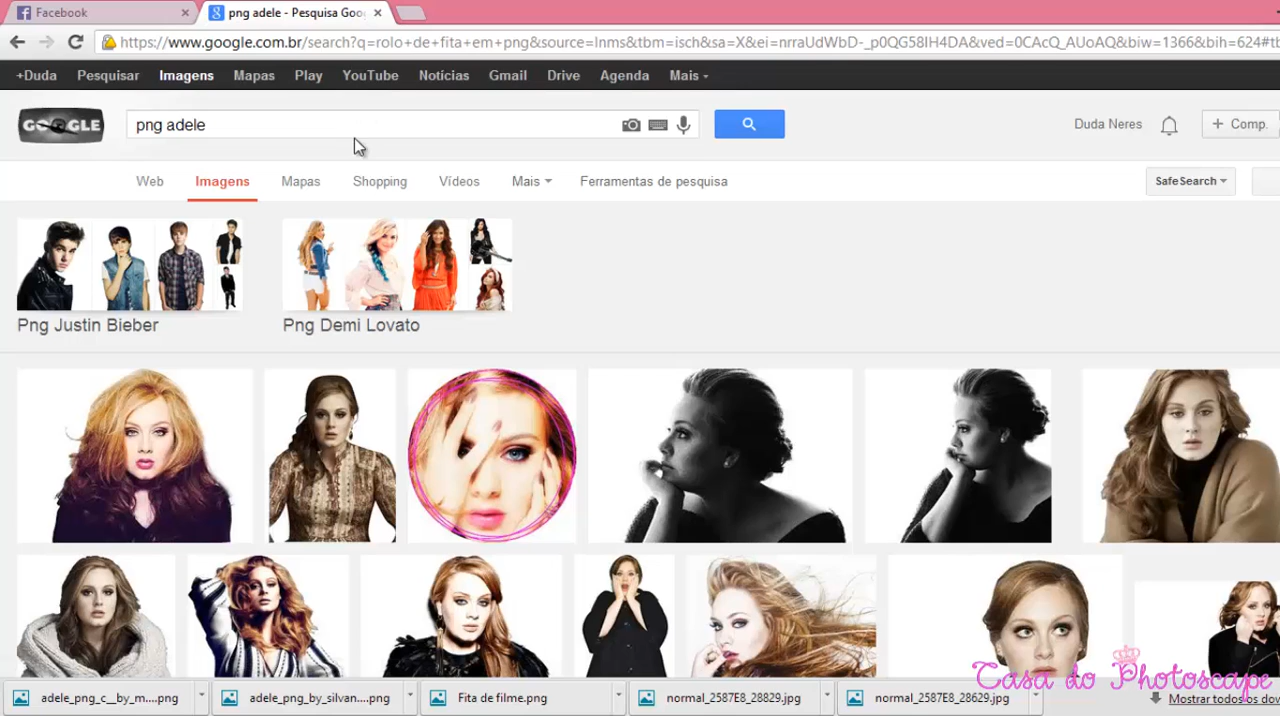 Facebook
png adele - Pesquisa Goo
https://www.google.com.br/search?q=rolo+de+fita+em+png&source=lnms&tbm=isch&sa=X&ei=nrraUdWbD-_p0QG58IH4DA&ved=0CAcQ_AUoAQ&biw=1366&bih=624#tb
+Duda Pesquisar Imagens Mapas Play YouTube Notícias Gmail Drive Agenda Mais
GOOGLE
png adele
Duda Neres
+ Comp.
Web Imagens Mapas Shopping Vídeos Mais Ferramentas de pesquisa
SafeSearch
Png Justin Bieber
Png Demi Lovato
Casa do Photoscape
adele_png_c__by_m....png
adele_png_by_silvan....png
Fita de filme.png
normal_2587E8_28829.jpg
normal_2587E8_28629.jpg
Mostrar todos os dow